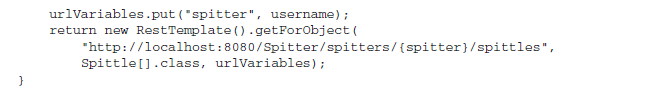 urlVariables.put("spitter", username);
return new RestTemplate().getForObject(
"http://localhost:8080/Spitter/spitters/{spitter}/spittles",
Spittle[].class, urlVariables);
}